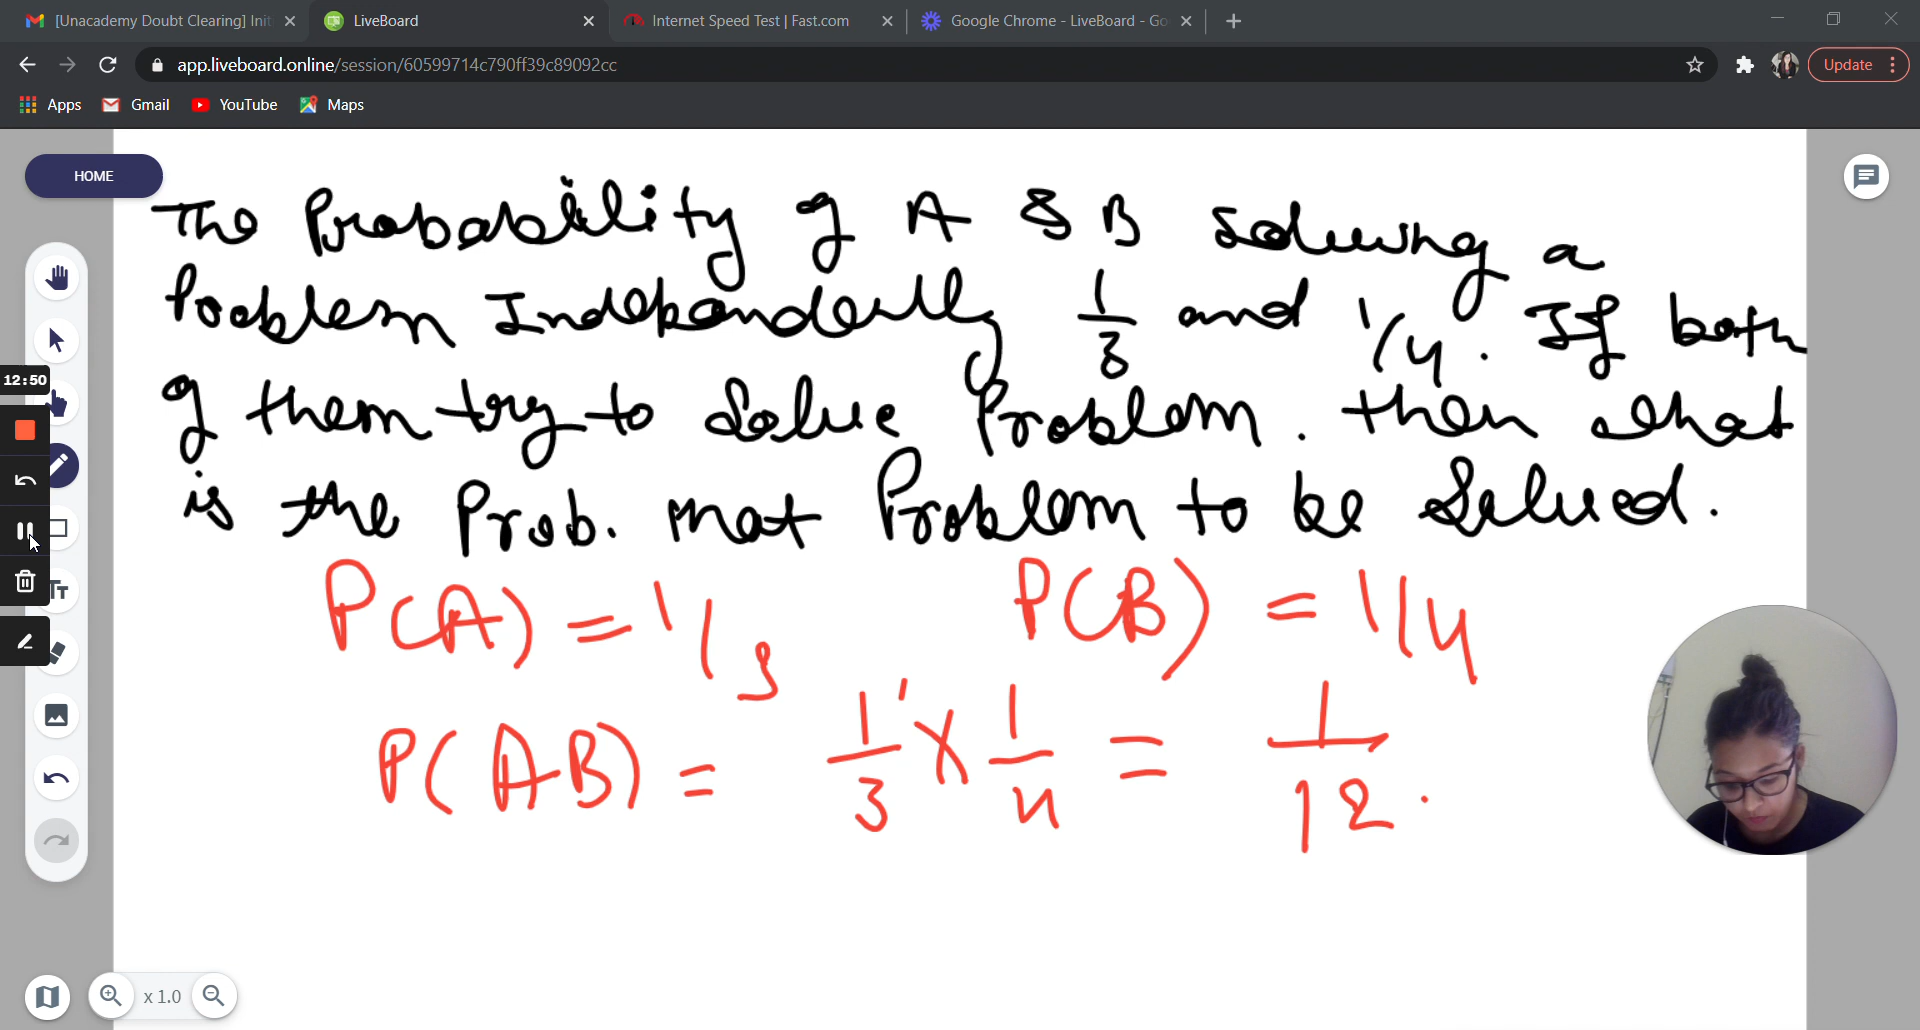 [Unacademy Doubt Clearing] Init
LiveBoard
Internet Speed Test | Fast.com
Google Chrome - LiveBoard - Go
app.liveboard.online/session/60599714c790ff39c89092cc
Update
Apps Gmail YouTube Maps
HOME
The Probability of A & B solving a
Problem Independently 1/3 and 1/4. If both
of them try to solve Problem. then what
is the Prob. that Problem to be Solved.
P(A) = 1/3 P(B) = 1/4
P(AB) = 1/3 x 1/4 = 1/12.
12:50
Tт
x 1.0